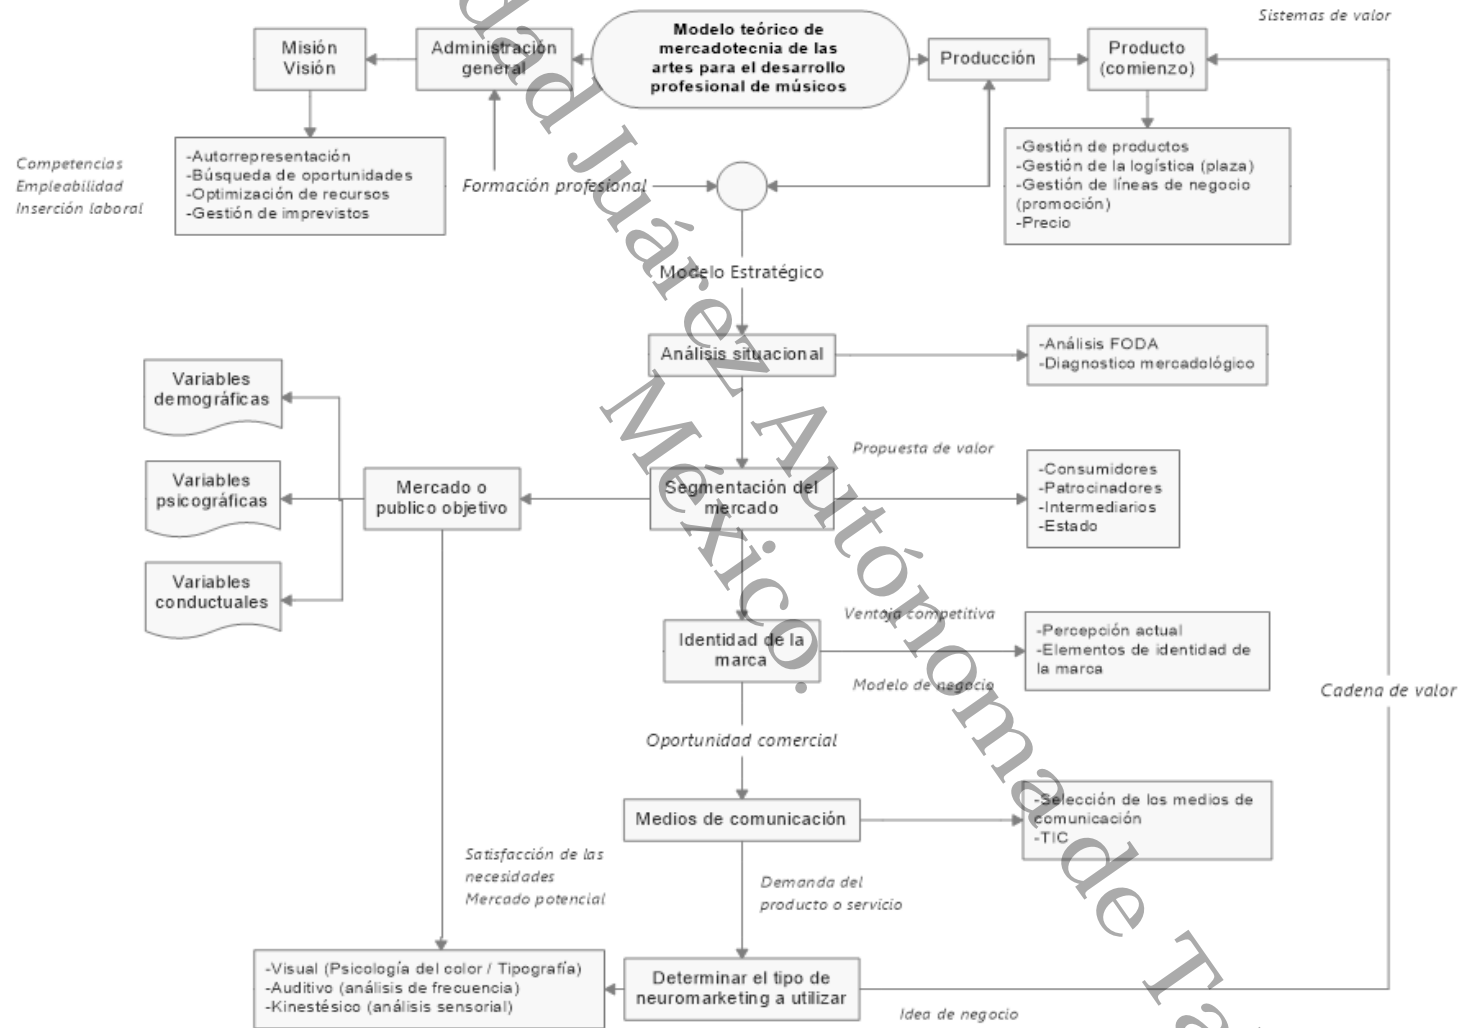 Sistemas de valor
Modelo teórico de
mercadotecnia de las
artes para el desarrollo
profesional de músicos
Misión
Visión
Administración
general
Producción
Producto
(comienzo)
Competencias
Empleabilidad
Inserción laboral
-Autorrepresentación
-Búsqueda de oportunidades
-Optimización de recursos
-Gestión de imprevistos
Formación profesional
-Gestión de productos
-Gestión de la logística (plaza)
-Gestión de líneas de negocio
(promoción)
-Precio
Modelo Estratégico
Análisis situacional
-Análisis FODA
-Diagnostico mercadológico
Variables
demográficas
Variables
psicográficas
Variables
conductuales
Mercado o
publico objetivo
Segmentación del
mercado
Propuesta de valor
-Consumidores
-Patrocinadores
-Intermediarios
-Estado
Identidad de la
marca
Ventaja competitiva
Modelo de negocio
-Percepción actual
-Elementos de identidad de
la marca
Cadena de valor
Oportunidad comercial
Medios de comunicación
-Selección de los medios de
comunicación
-TIC
Satisfacción de las
necesidades
Mercado potencial
Demanda del
producto o servicio
-Visual (Psicología del color / Tipografía)
-Auditivo (análisis de frecuencia)
-Kinestésico (análisis sensorial)
Determinar el tipo de
neuromarketing a utilizar
Idea de negocio
dad Juárez Autónoma de Ta
México.